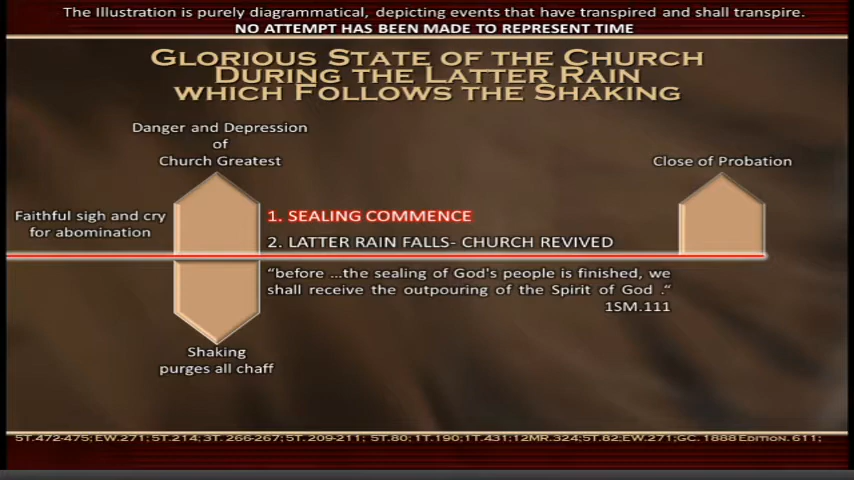 The Illustration is purely diagrammatical, depicting events that have transpired and shall transpire.
NO ATTEMPT HAS BEEN MADE TO REPRESENT TIME
GLORIOUS STATE OF THE CHURCH
DURING THE LATTER RAIN
WHICH FOLLOWS THE SHAKING
Danger and Depression
of
Church Greatest
Close of Probation
Faithful sigh and cry
for abomination
1. SEALING COMMENCE
2. LATTER RAIN FALLS- CHURCH REVIVED
“before ...the sealing of God's people is finished, we
shall receive the outpouring of the Spirit of God .“
1SM.111
Shaking
purges all chaff
5T.472-475;EW.271;5T.214;3T. 266-267;5T. 209-211; 5T.80;1T.190;1T.431;12MR.324;5T.82;EW.271;GC. 1888 EDITION. 611;